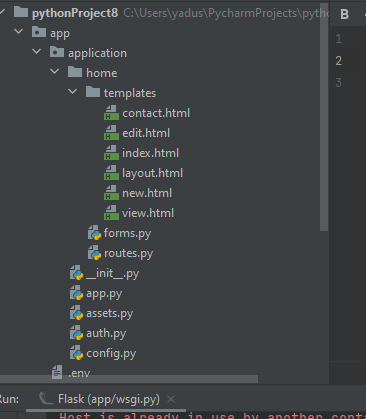 pythonProject8 C:\Users\yadus\PycharmProjects\pytho
B
1
app
2
application
3
home
templates
contact.html
edit.html
index.html
layout.html
new.html
view.html
forms.py
routes.py
__init__.py
app.py
assets.py
auth.py
config.py
.env
Run: Flask (app/wsgi.py)
Host is already in use by another conta